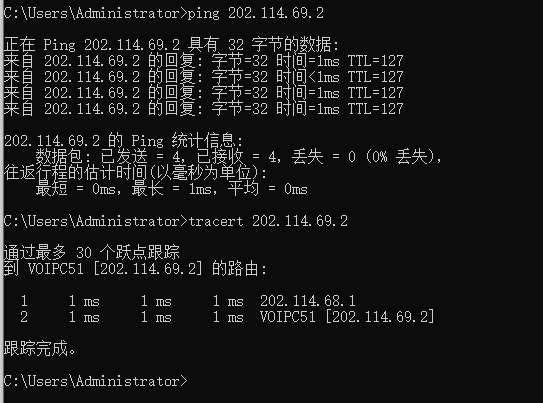 C:\Users\Administrator>ping 202.114.69.2
正在 Ping 202.114.69.2 具有 32 字节的数据:
来自 202.114.69.2 的回复: 字节=32 时间=1ms TTL=127
来自 202.114.69.2 的回复: 字节=32 时间<1ms TTL=127
来自 202.114.69.2 的回复: 字节=32 时间=1ms TTL=127
来自 202.114.69.2 的回复: 字节=32 时间=1ms TTL=127
202.114.69.2 的 Ping 统计信息:
数据包: 已发送 = 4，已接收 = 4，丢失 = 0 (0% 丢失)，
往返行程的估计时间(以毫秒为单位):
最短 = 0ms，最长 = 1ms，平均 = 0ms
C:\Users\Administrator>tracert 202.114.69.2
通过最多 30 个跃点跟踪
到 VOIPC51 [202.114.69.2] 的路由:
1 1 ms 1 ms 1 ms 202.114.68.1
2 1 ms 1 ms 1 ms VOIPC51 [202.114.69.2]
跟踪完成。
C:\Users\Administrator>